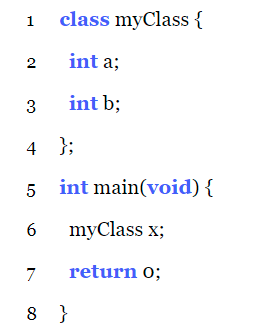 1 class myClass {
2 int a;
3 int b;
4 };
5 int main(void) {
6 myClass x;
7 return 0;
8 }